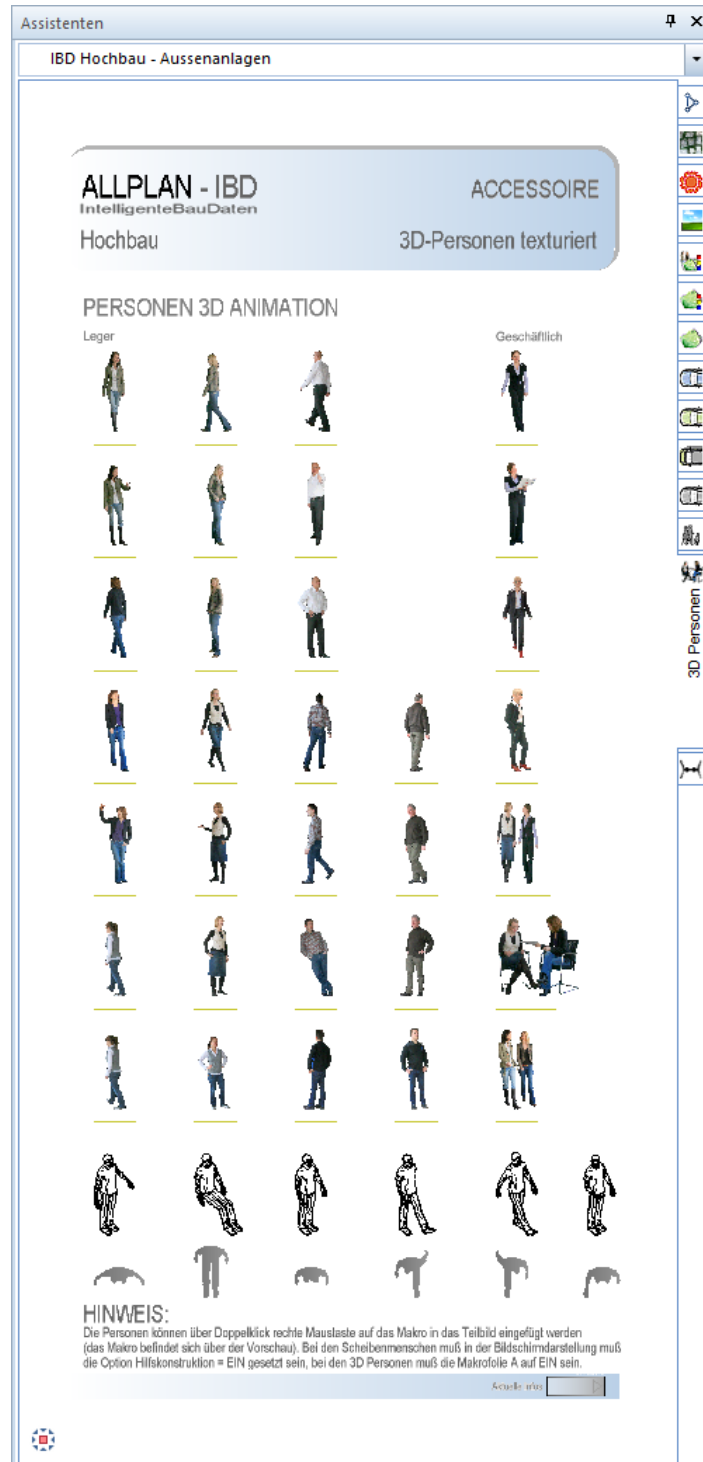 Assistenten
IBD Hochbau - Aussenanlagen
ALLPLAN - IBD
IntelligenteBauDaten
Hochbau
ACCESSOIRE
3D-Personen texturiert
PERSONEN 3D ANIMATION
Leger
Geschäftlich
3D Personen
HINWEIS:
Die Personen können über Doppelklick rechte Maustaste auf das Makro in das Teilbild eingefügt werden
(das Makro befindet sich über der Vorschau). Bei den Scheibenmenschen muß in der Bildschirmdarstellung muß
die Option Hilfskonstruktion = EIN gesetzt sein, bei den 3D Personen muß die Makrofolie A auf EIN sein.
Aktuelle Infos